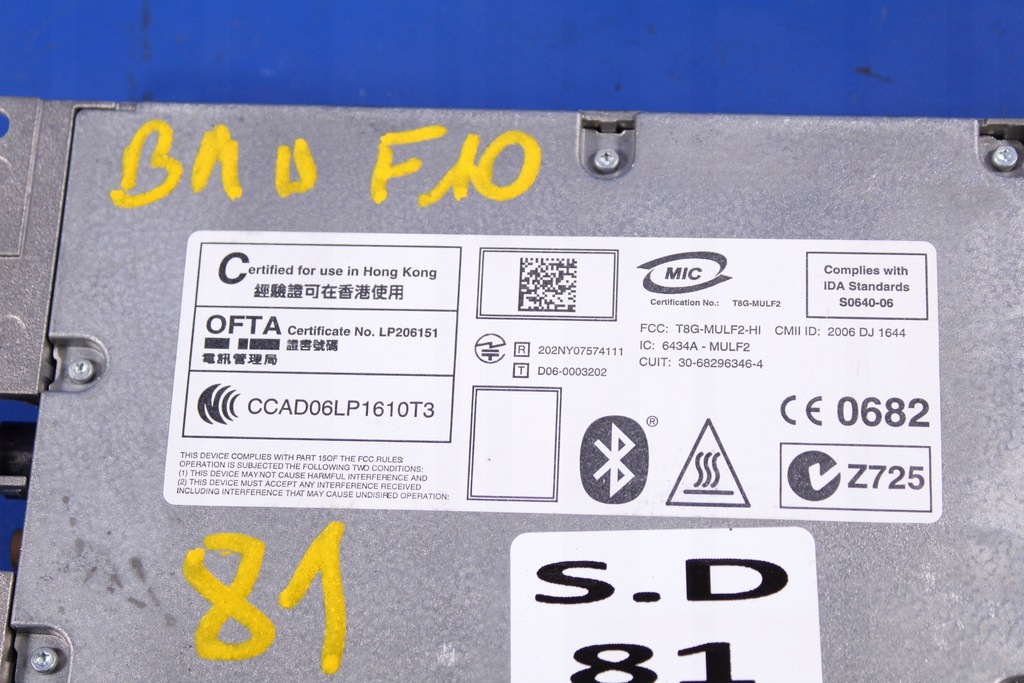 BMW F10
Certified for use in Hong Kong
經驗證可在香港使用
OFTA Certificate No. LP206151
證書號碼
電訊管理局
CCAD06LP1610T3
THIS DEVICE COMPLIES WITH PART 15OF THE FCC RULES:
OPERATION IS SUBJECTED THE FOLLOWING TWO CONDITIONS:
(1) THIS DEVICE MAY NOT CAUSE HARMFUL INTERFERENCE AND
(2) THIS DEVICE MUST ACCEPT ANY INTERFERENCE RECEIVED
INCLUDING INTERFERENCE THAT MAY CAUSE UNDISIRED OPERATION:
R 202NY07574111
T D06-0003202
MIC
Certification No.: T8G-MULF2
Complies with
IDA Standards
S0640-06
FCC: T8G-MULF2-HI CMII ID: 2006 DJ 1644
IC: 6434A - MULF2
CUIT: 30-68296346-4
®
CE 0682
Z725
81
S.D
81